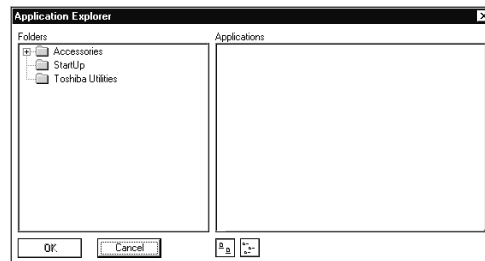 Application Explorer
Folders
Applications
Accessories
StartUp
Toshiba Utilities
OK
Cancel